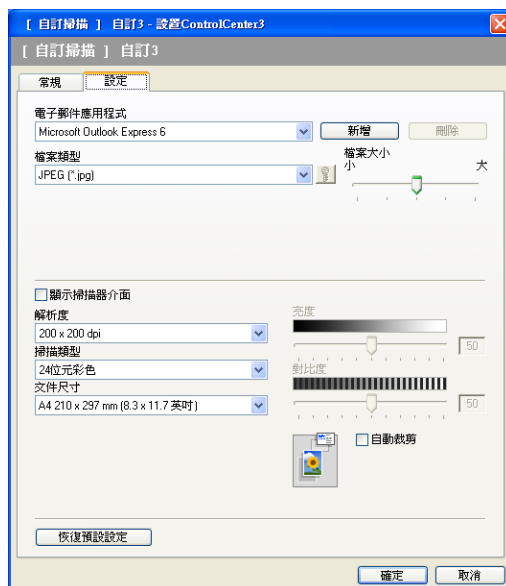 [ 自訂掃描 ] 自訂3 - 設置ControlCenter3
[ 自訂掃描 ] 自訂3
常規 設定
電子郵件應用程式
Microsoft Outlook Express 6 新增 刪除
檔案類型 檔案大小
JPEG (*.jpg) 小 大
顯示掃描器介面
解析度 亮度
200 x 200 dpi 50
掃描類型
24位元彩色 對比度
文件尺寸
A4 210 x 297 mm (8.3 x 11.7 英吋) 50
自動裁剪
恢復預設設定
確定 取消